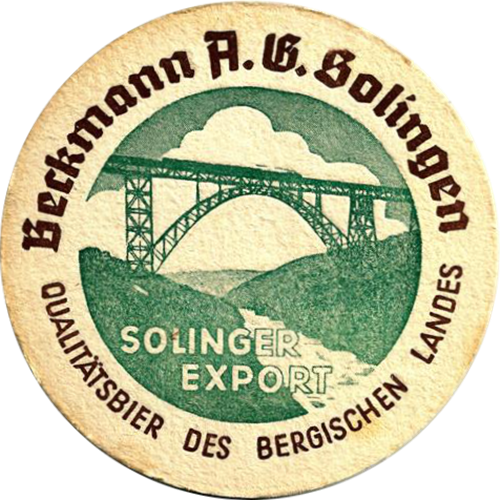 Beckmann A.G. Solingen
SOLINGER
EXPORT
QUALITÄTSBIER DES BERGISCHEN LANDES